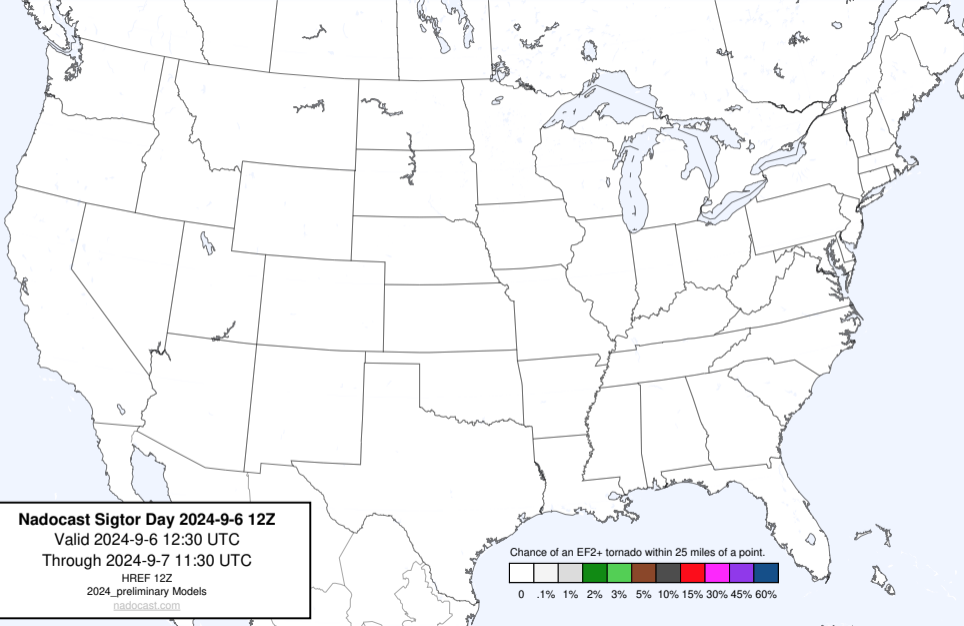 Nadocast Sigtor Day 2024-9-6 12Z
Valid 2024-9-6 12:30 UTC
Through 2024-9-7 11:30 UTC
HREF 12Z
2024_preliminary Models
nadocast.com
Chance of an EF2+ tornado within 25 miles of a point.
0 .1% 1% 2% 3% 5% 10% 15% 30% 45% 60%